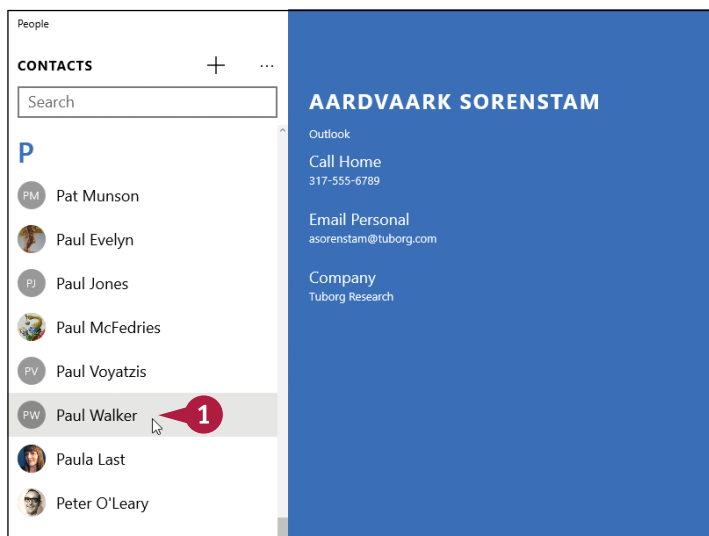 People
CONTACTS
Search
P
PM Pat Munson
Paul Evelyn
PJ Paul Jones
Paul McFedries
PV Paul Voyatzis
PW Paul Walker
1
Paula Last
Peter O'Leary
AARDVAARK SORENSTAM
Outlook
Call Home
317-555-6789
Email Personal
asorenstam@tuborg.com
Company
Tuborg Research